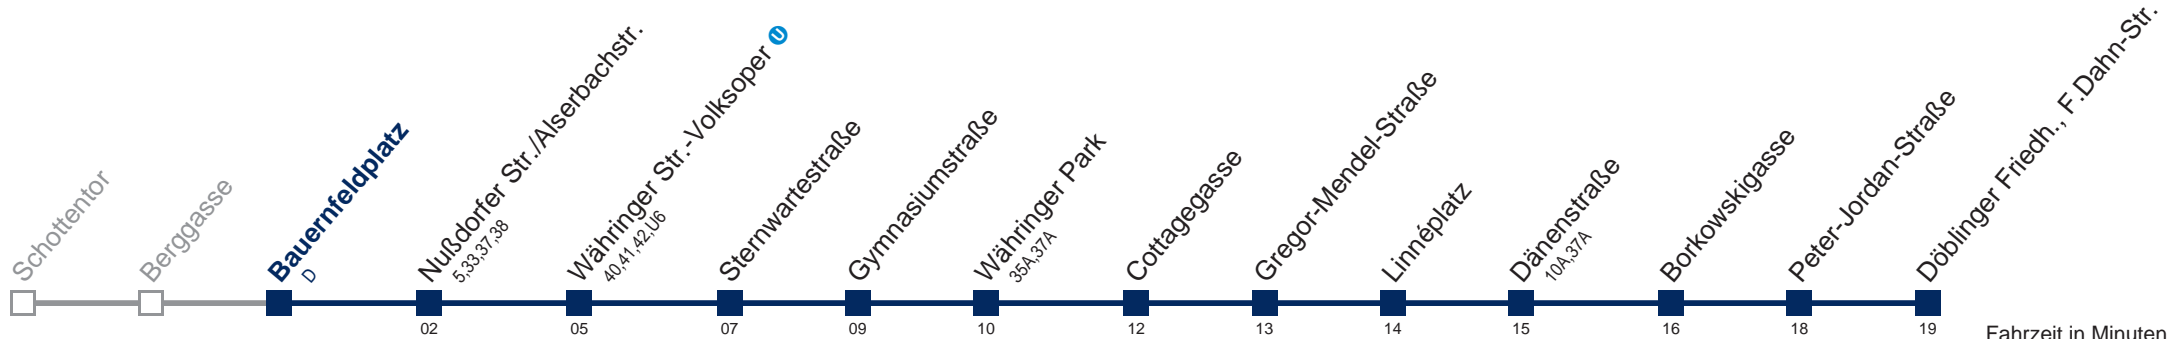 Schottentor
Berggasse
Bauernfeldplatz
D
Nußdorfer Str./Alserbachstr.
5,33,37,38
Währinger Str.-Volksoper U
40,41,42,U6
Sternwartestraße
Gymnasiumstraße
Währinger Park
35A,37A
Cottagegasse
Gregor-Mendel-Straße
Linnéplatz
Dänenstraße
10A,37A
Borkowskigasse
Peter-Jordan-Straße
Döblinger Friedh., F.Dahn-Str.
02 05 07 09 10 12 13 14 15 16 18 19 Fahrzeit in Minuten